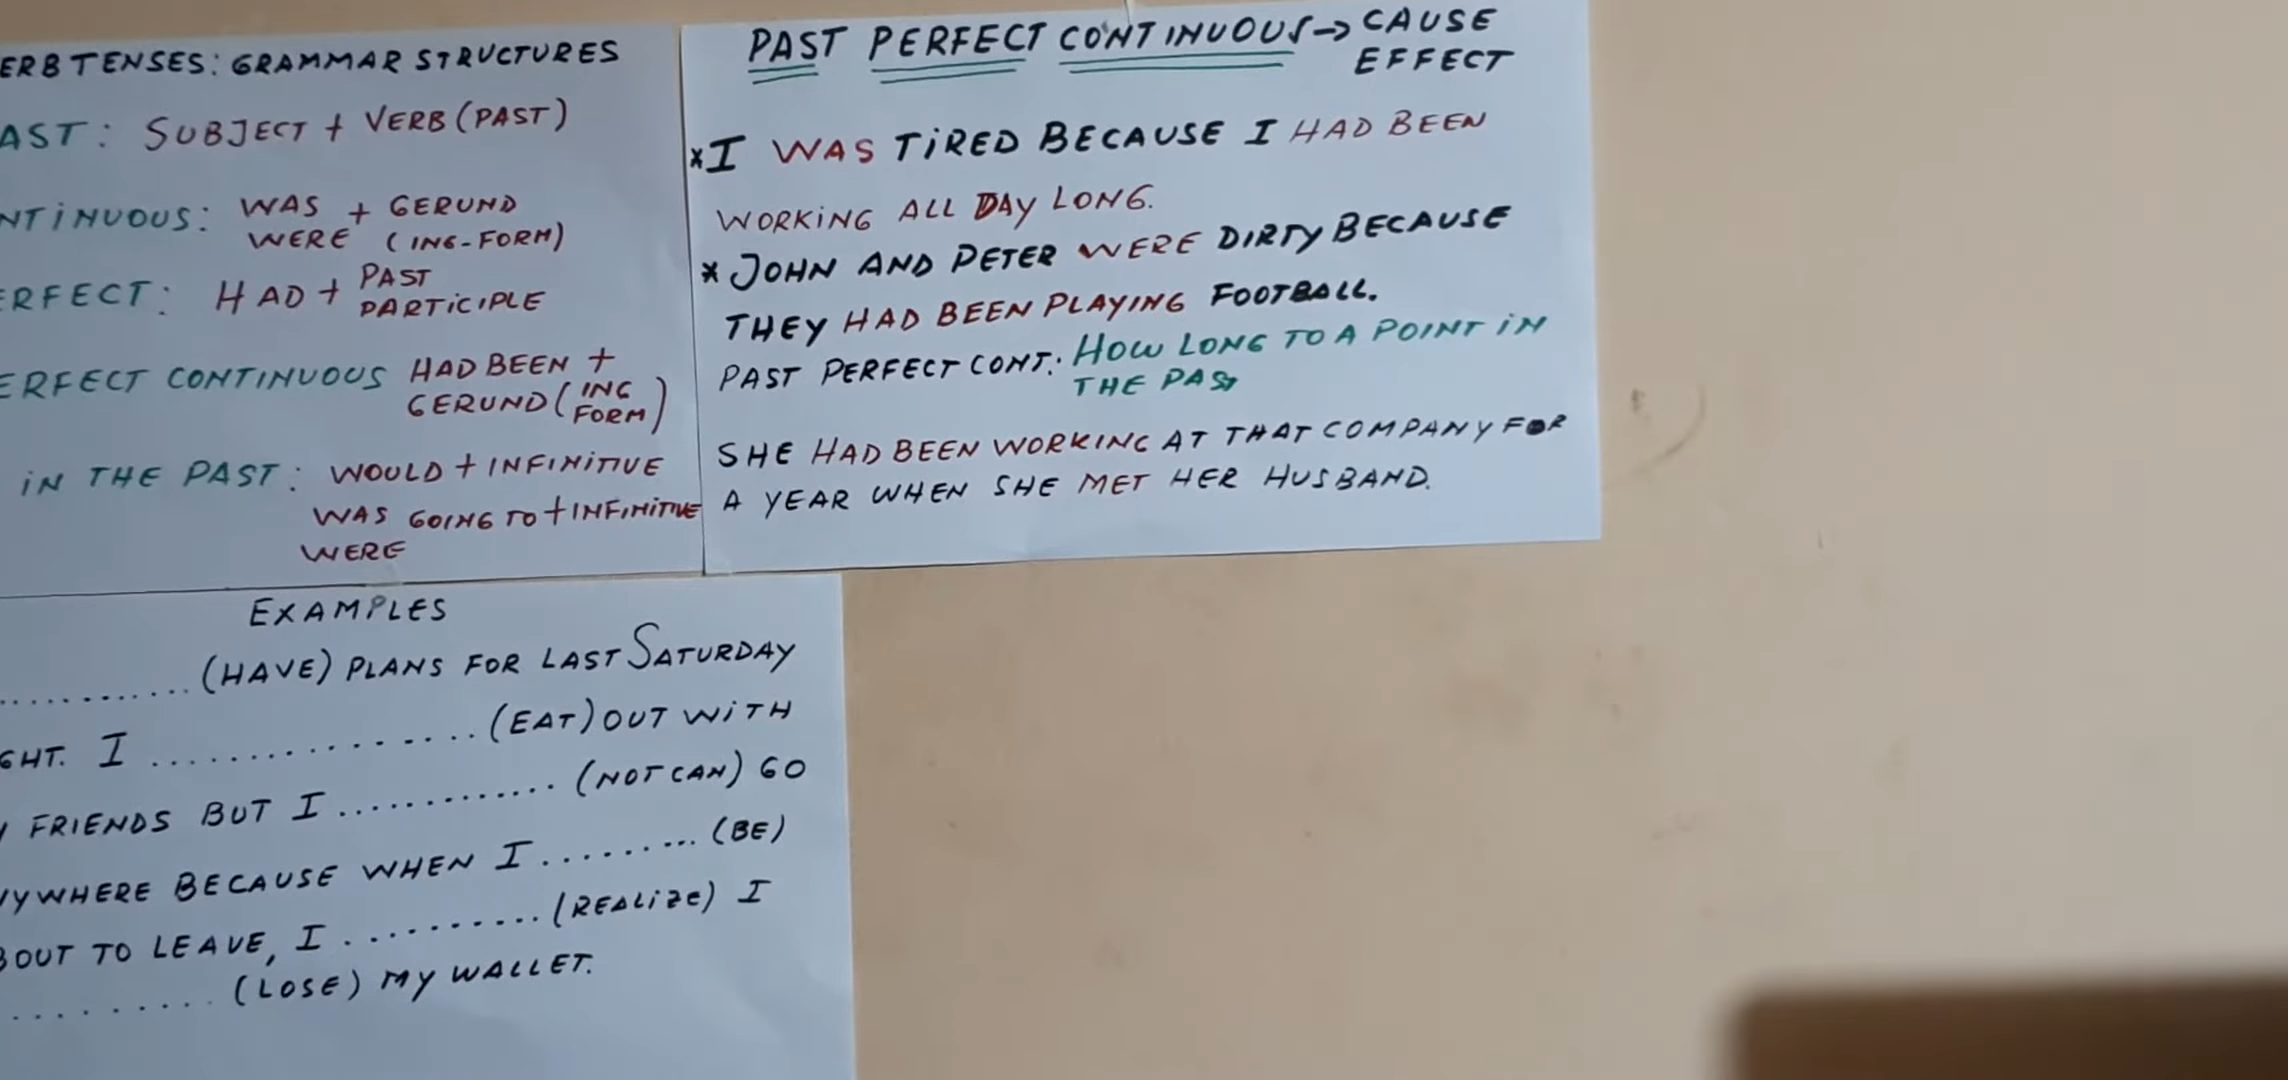 ERB TENSES: GRAMMAR STRUCTURES
AST: SUBJECT + VERB (PAST)
NTINUOUS: WAS + GERUND
WERE (ING-FORM)
ERFECT: HAD + PAST
PARTICIPLE
ERFECT CONTINUOUS HAD BEEN +
GERUND (ING
FORM)
IN THE PAST: WOULD + INFINITIVE
WAS GOING TO + INFINITIVE
WERE
PAST PERFECT CONTINUOUS → CAUSE
EFFECT
*I WAS TIRED BECAUSE I HAD BEEN
WORKING ALL DAY LONG.
* JOHN AND PETER WERE DIRTY BECAUSE
THEY HAD BEEN PLAYING FOOTBALL.
PAST PERFECT CONT.: HOW LONG TO A POINT IN
THE PAST
SHE HAD BEEN WORKING AT THAT COMPANY FOR
A YEAR WHEN SHE MET HER HUSBAND.
EXAMPLES
............ (HAVE) PLANS FOR LAST SATURDAY
GHT. I ................ (EAT) OUT WITH
Y FRIENDS BUT I ............. (NOT CAN) GO
NYWHERE BECAUSE WHEN I ......... (BE)
BOUT TO LEAVE, I ........... (REALIZE) I
........... (LOSE) MY WALLET.